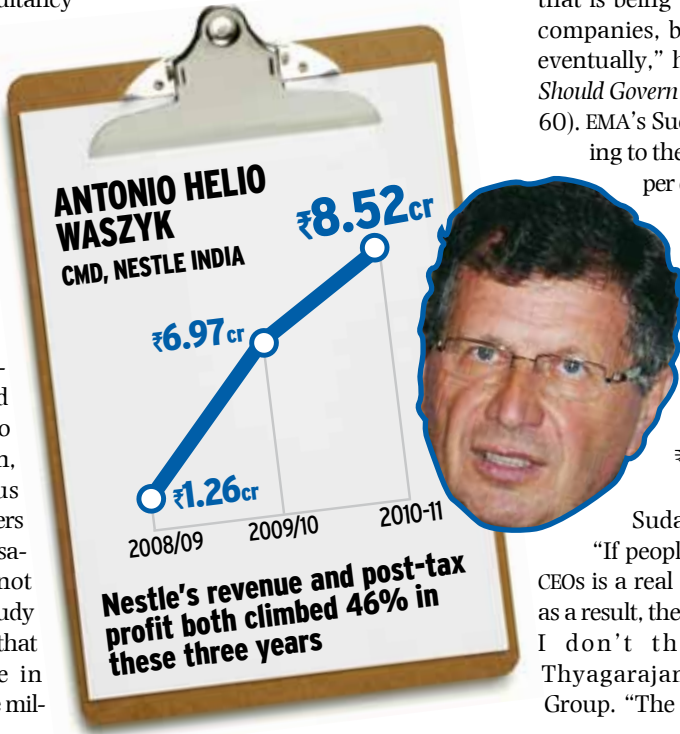 ultancy
ANTONIO HELIO
WASZYK
CMD, NESTLE INDIA
₹8.52cr
₹6.97cr
₹1.26cr
2008/09
2009/10
2010-11
Nestle's revenue and post-tax
profit both climbed 46% in
these three years
d
o
us
ers
sa-
not
udy
that
e in
e mil-
that is being
companies, b
eventually," h
Should Govern
60). EMA's Su
ing to the
per
₹
Suda
"If peopl
CEOs is a real
as a result, the
I don't th
Thyagarajan
Group. "The